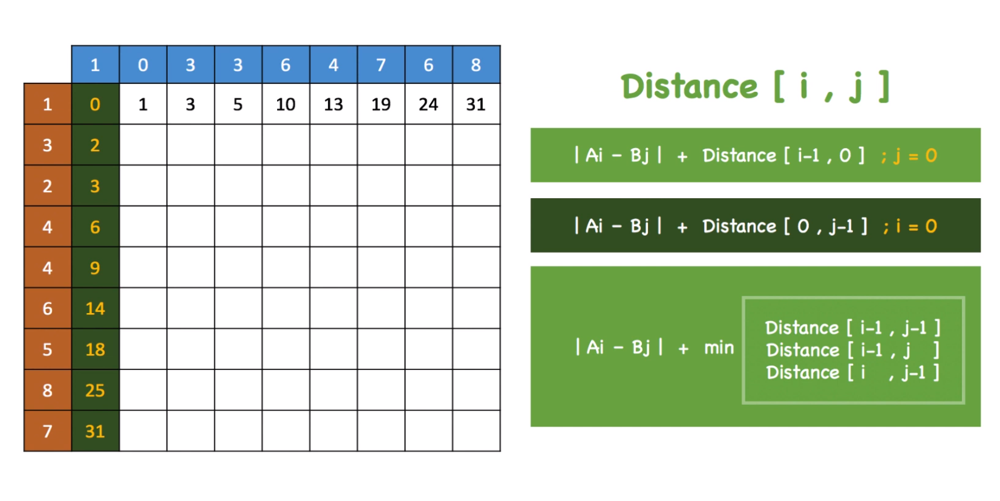 1 0 3 3 6 4 7 6 8
1 0 1 3 5 10 13 19 24 31
3 2
2 3
4 6
4 9
6 14
5 18
8 25
7 31
Distance [ i , j ]
| Ai - Bj | + Distance [ i-1 , 0 ] ; j = 0
| Ai - Bj | + Distance [ 0 , j-1 ] ; i = 0
| Ai - Bj | + min
Distance [ i-1 , j-1 ]
Distance [ i-1 , j ]
Distance [ i , j-1 ]